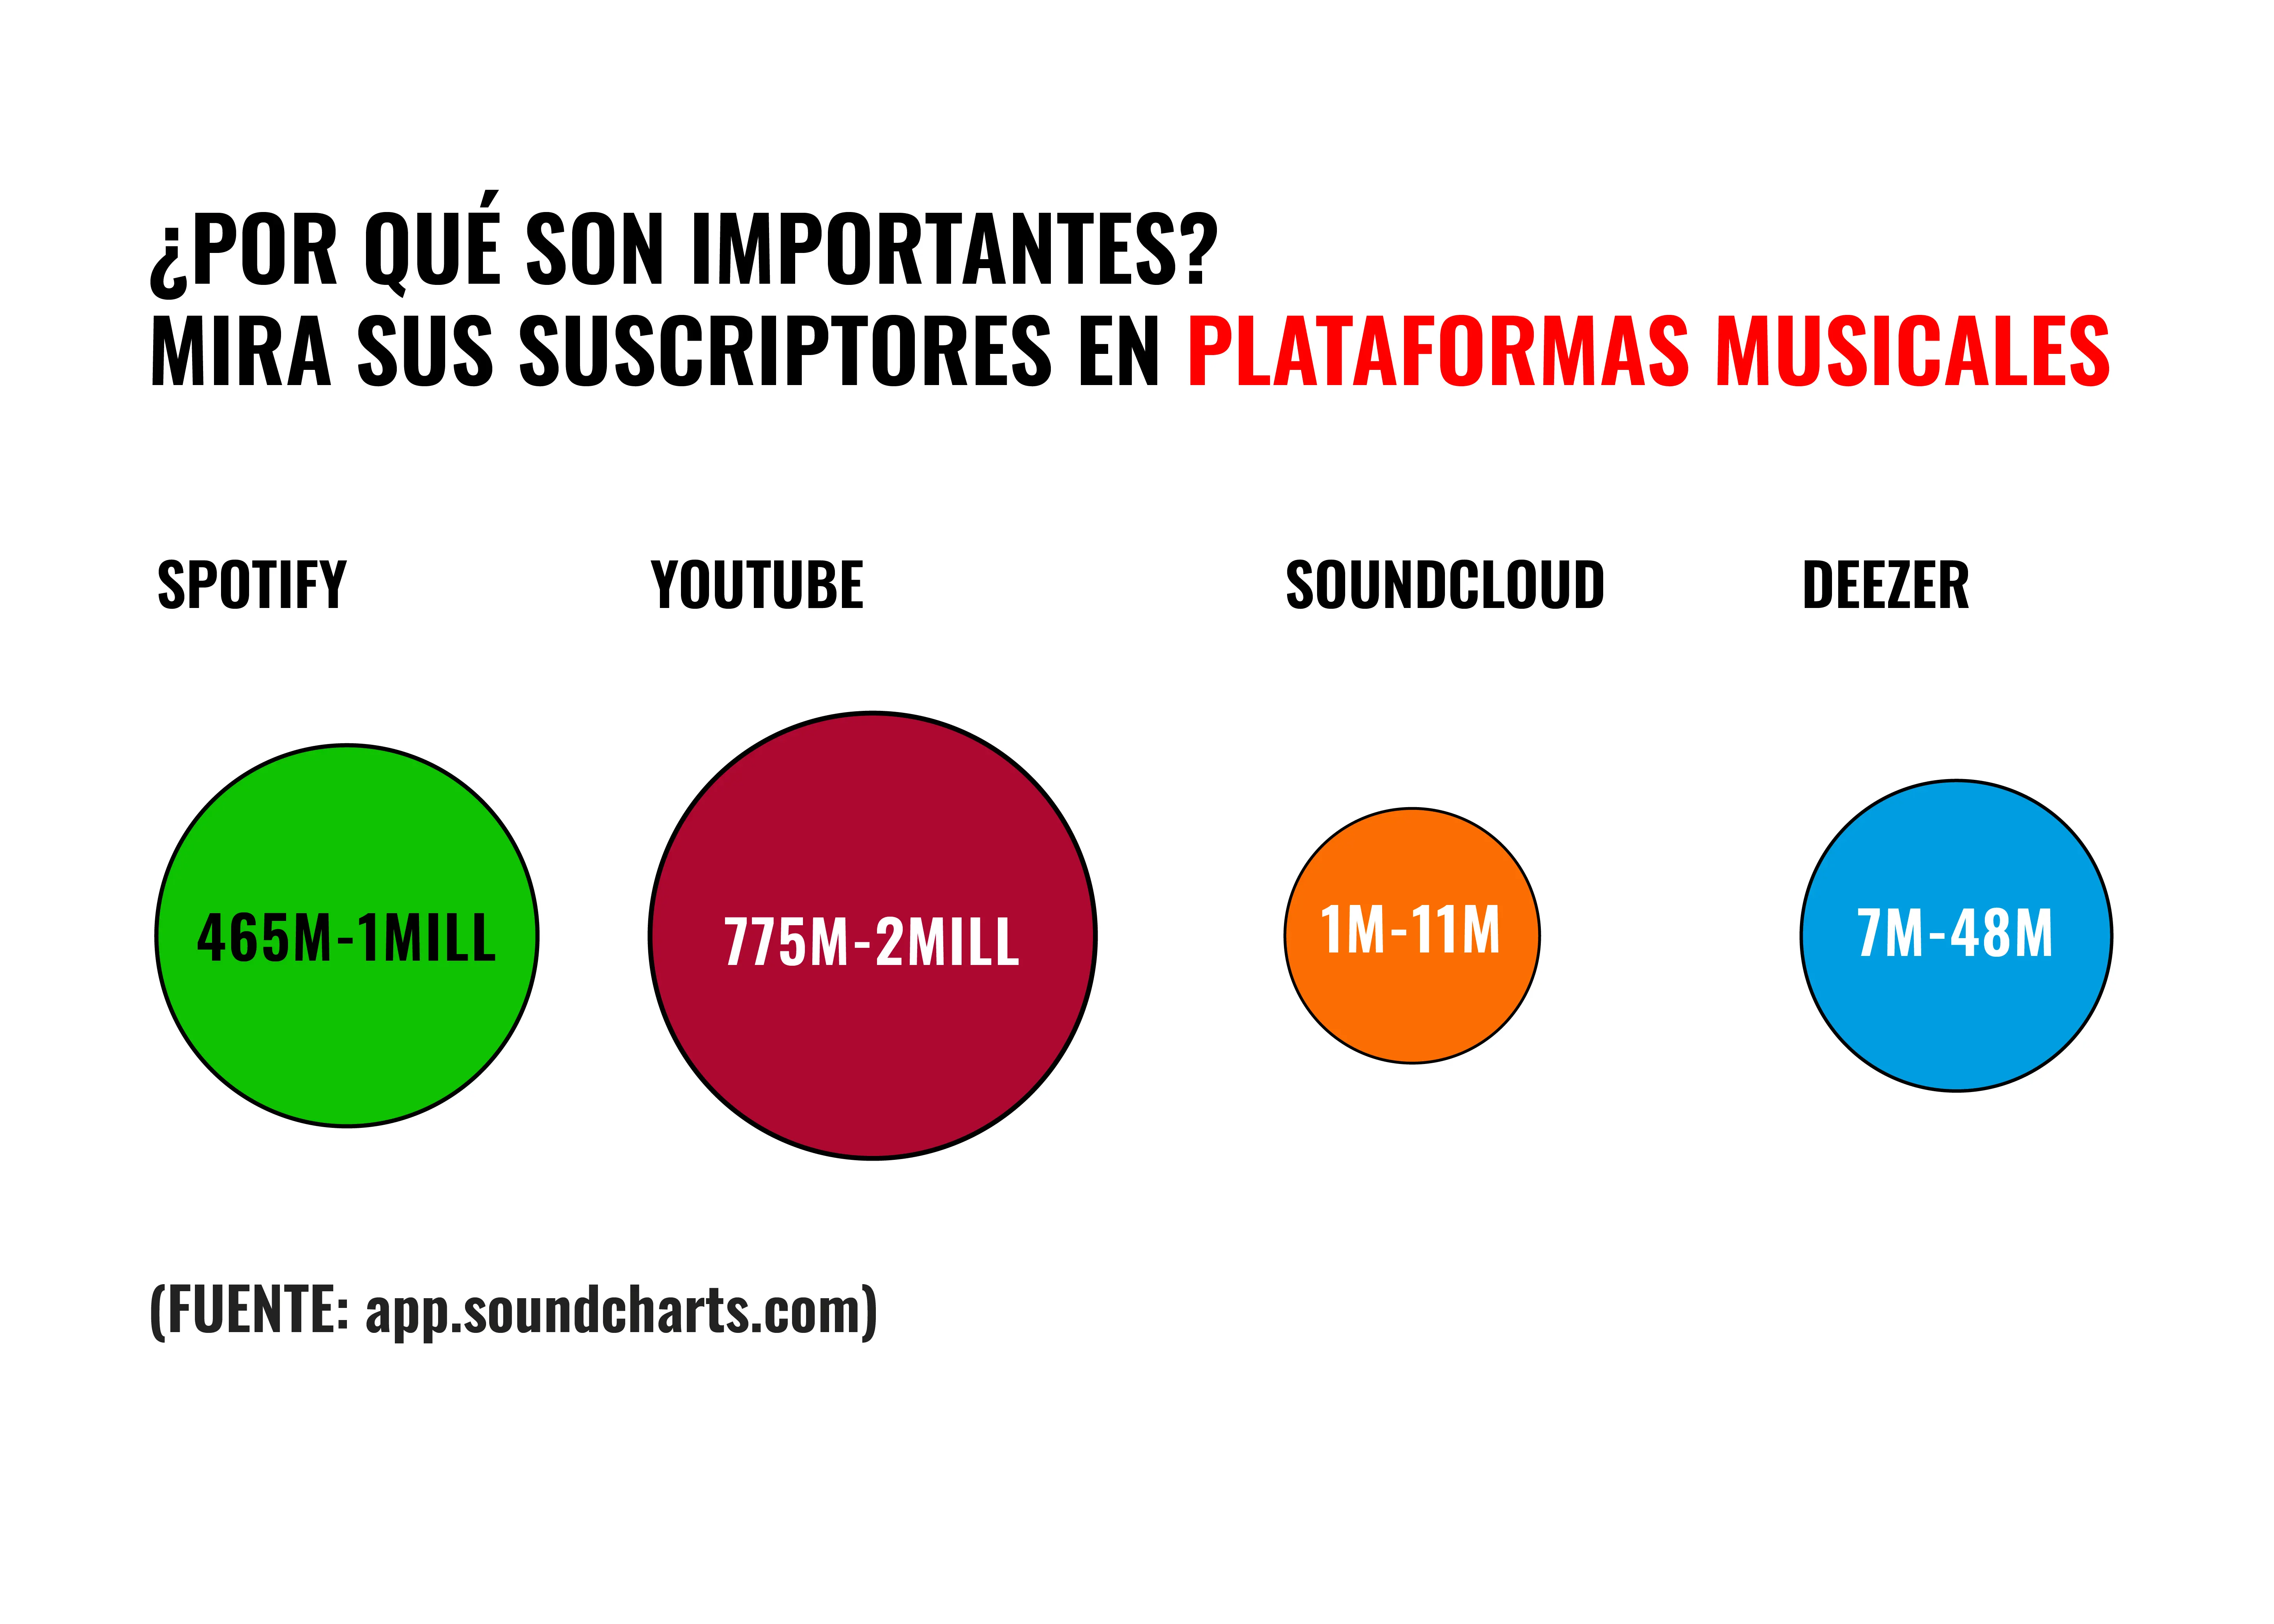 ¿POR QUÉ SON IMPORTANTES?
MIRA SUS SUSCRIPTORES EN PLATAFORMAS MUSICALES
SPOTIFY
YOUTUBE
SOUNDCLOUD
DEEZER
465M-1MILL
775M-2MILL
1M-11M
7M-48M
(FUENTE: app.soundcharts.com)